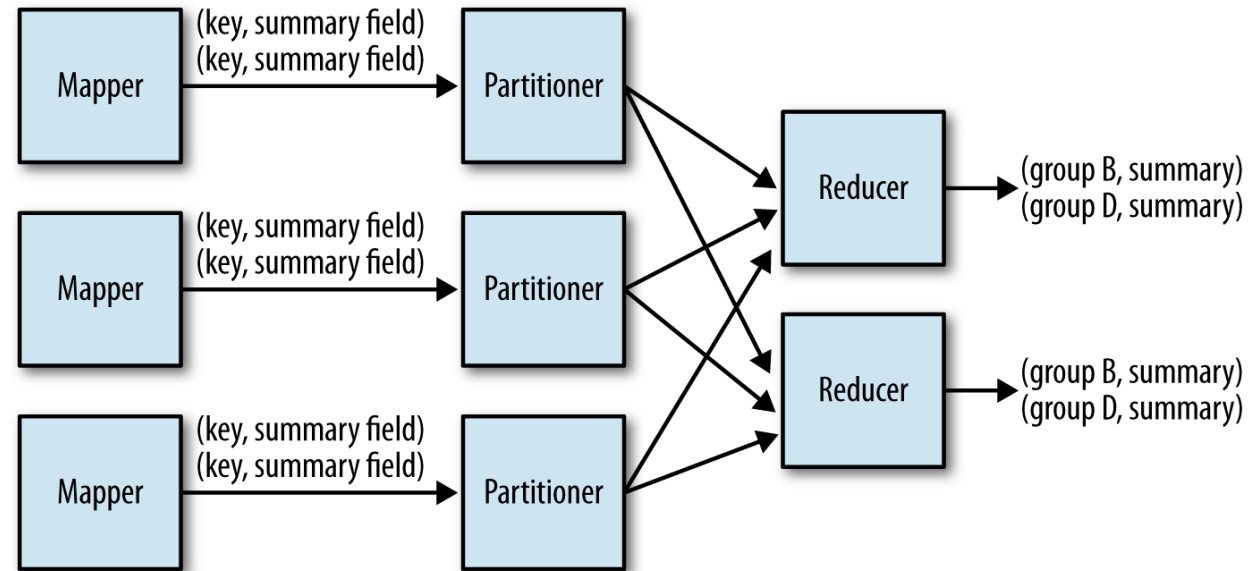 Mapper
(key, summary field)
(key, summary field)
Partitioner
Reducer
(group B, summary)
(group D, summary)
Mapper
(key, summary field)
(key, summary field)
Partitioner
Reducer
(group B, summary)
(group D, summary)
Mapper
(key, summary field)
(key, summary field)
Partitioner